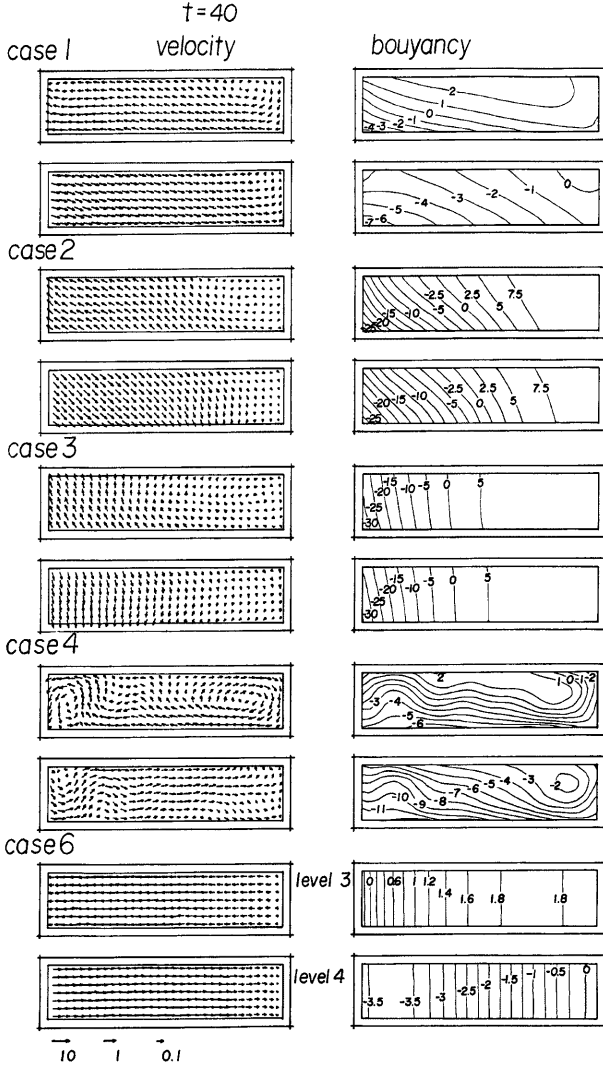 t=40
case 1 velocity bouyancy
2
1
0
-4 -3 -2 -1
0
-1
-2
-3
-4
-5
-7 -6
case2
-2.5 2.5 7.5
-25 -20 -15 -10 -5 0 5
-2.5 2.5 7.5
-20 -15 -10 -5 0 5
-25
case3
-15 0 5
-20 -10 -5
-25
-30
-15 0 5
-20 -10 -5
-25
-30
case4
2 1 0 -1 -2
-3 -4
-5
-6
-4 -3
-11 -10 -9 -8 -7 -6 -5 -2
case6
level 3
0 0.6 1 1.2
1.4
1.6 1.8 1.8
level 4
-1 -0.5 0
-2.5 -2 -1.5
-3.5 -3.5 -3
10 1 0.1